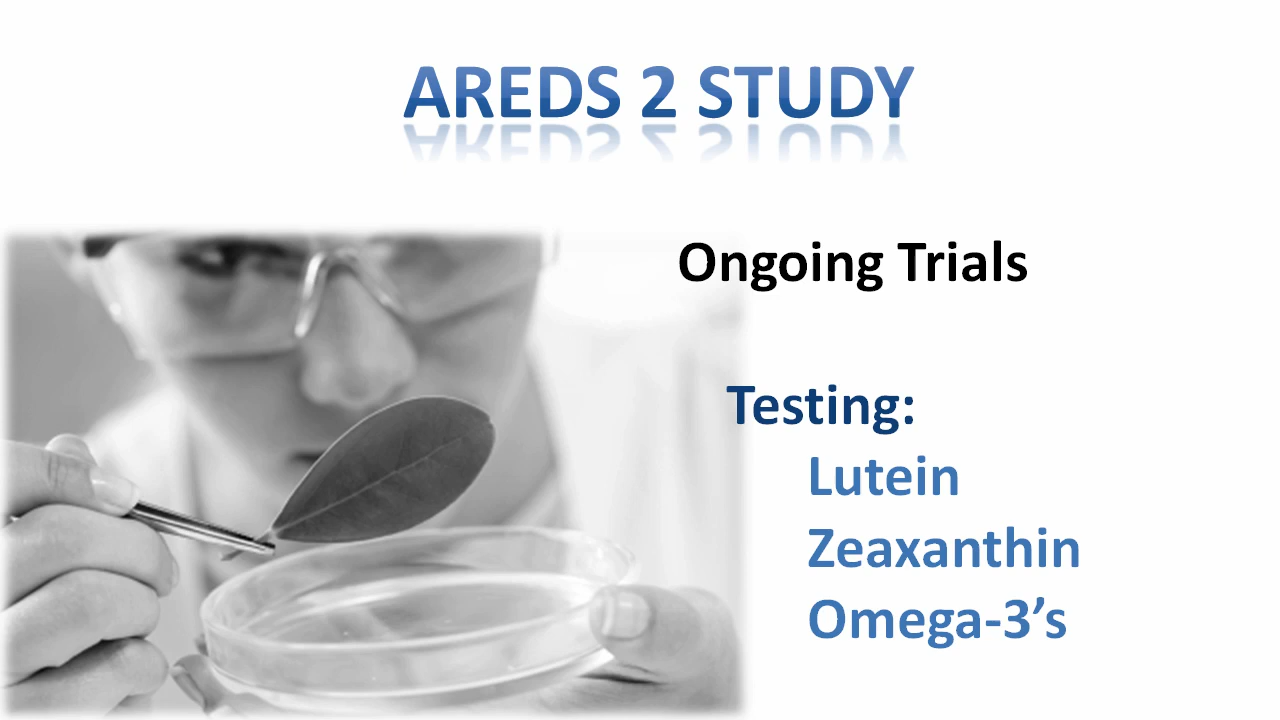 AREDS 2 STUDY
Ongoing Trials
Testing:
Lutein
Zeaxanthin
Omega-3’s